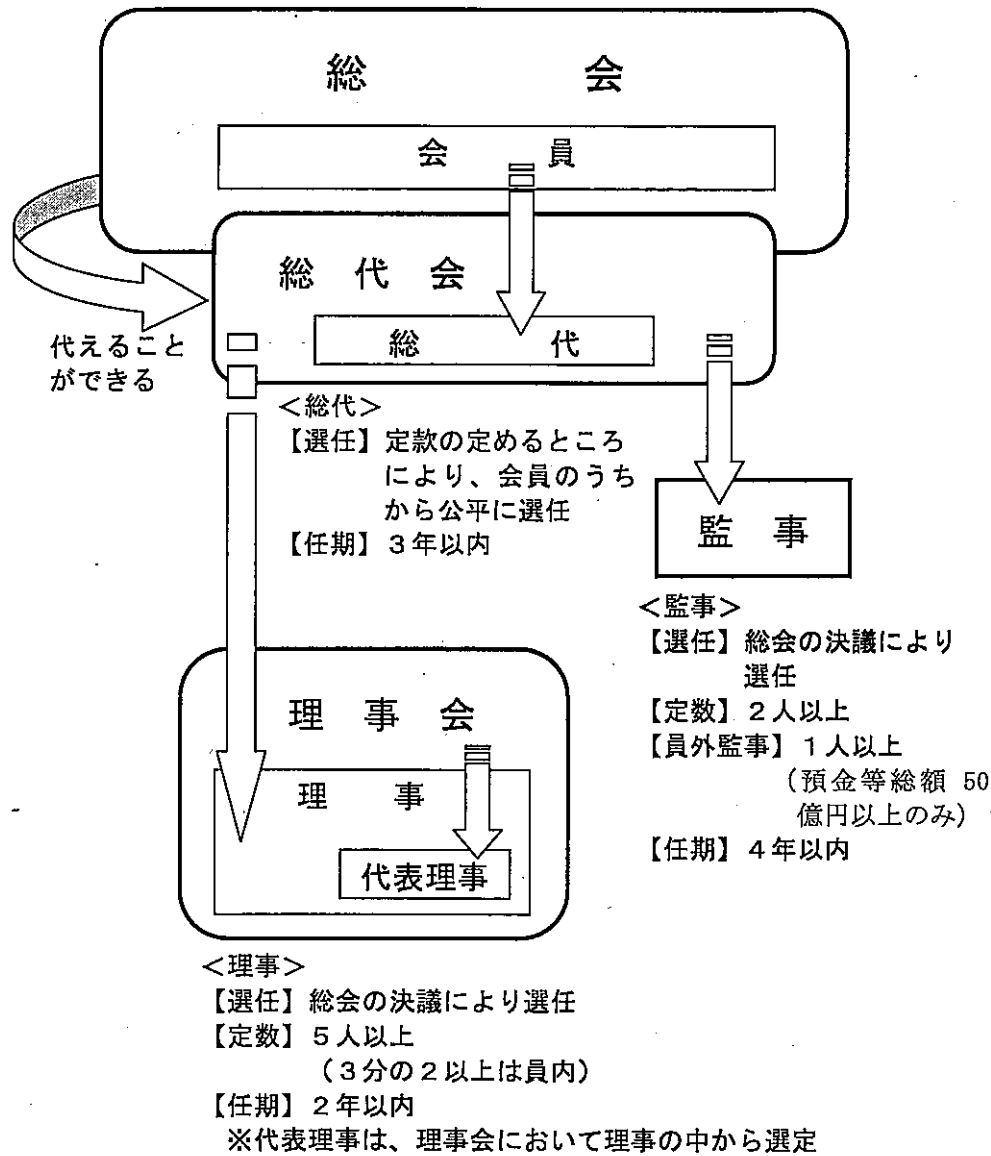 総会
会員
総代会
総代
代えること
ができる
＜総代＞
【選任】定款の定めるところ
により、会員のうち
から公平に選任
【任期】３年以内
監事
＜監事＞
【選任】総会の決議により
選任
【定数】２人以上
【員外監事】１人以上
（預金等総額 50
億円以上のみ）
【任期】４年以内
理事会
理事
代表理事
＜理事＞
【選任】総会の決議により選任
【定数】５人以上
（３分の２以上は員内）
【任期】２年以内
※代表理事は、理事会において理事の中から選定